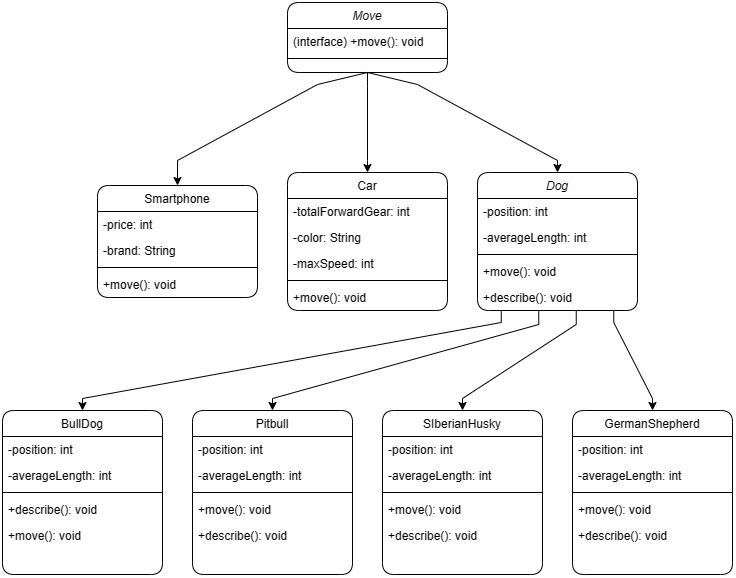 Move
(interface) +move(): void
Smartphone
-price: int
-brand: String
+move(): void
Car
-totalForwardGear: int
-color: String
-maxSpeed: int
+move(): void
Dog
-position: int
-averageLength: int
+move(): void
+describe(): void
BullDog
-position: int
-averageLength: int
+describe(): void
+move(): void
Pitbull
-position: int
-averageLength: int
+move(): void
+describe(): void
SIberianHusky
-position: int
-averageLength: int
+move(): void
+describe(): void
GermanShepherd
-position: int
-averageLength: int
+move(): void
+describe(): void